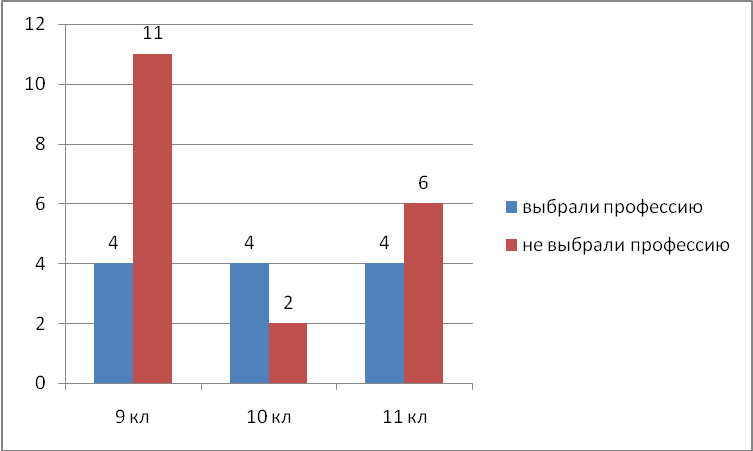 12
10
8
6
4
2
0
11
4
4
2
4
6
9 кл
10 кл
11 кл
выбрали профессию
не выбрали профессию